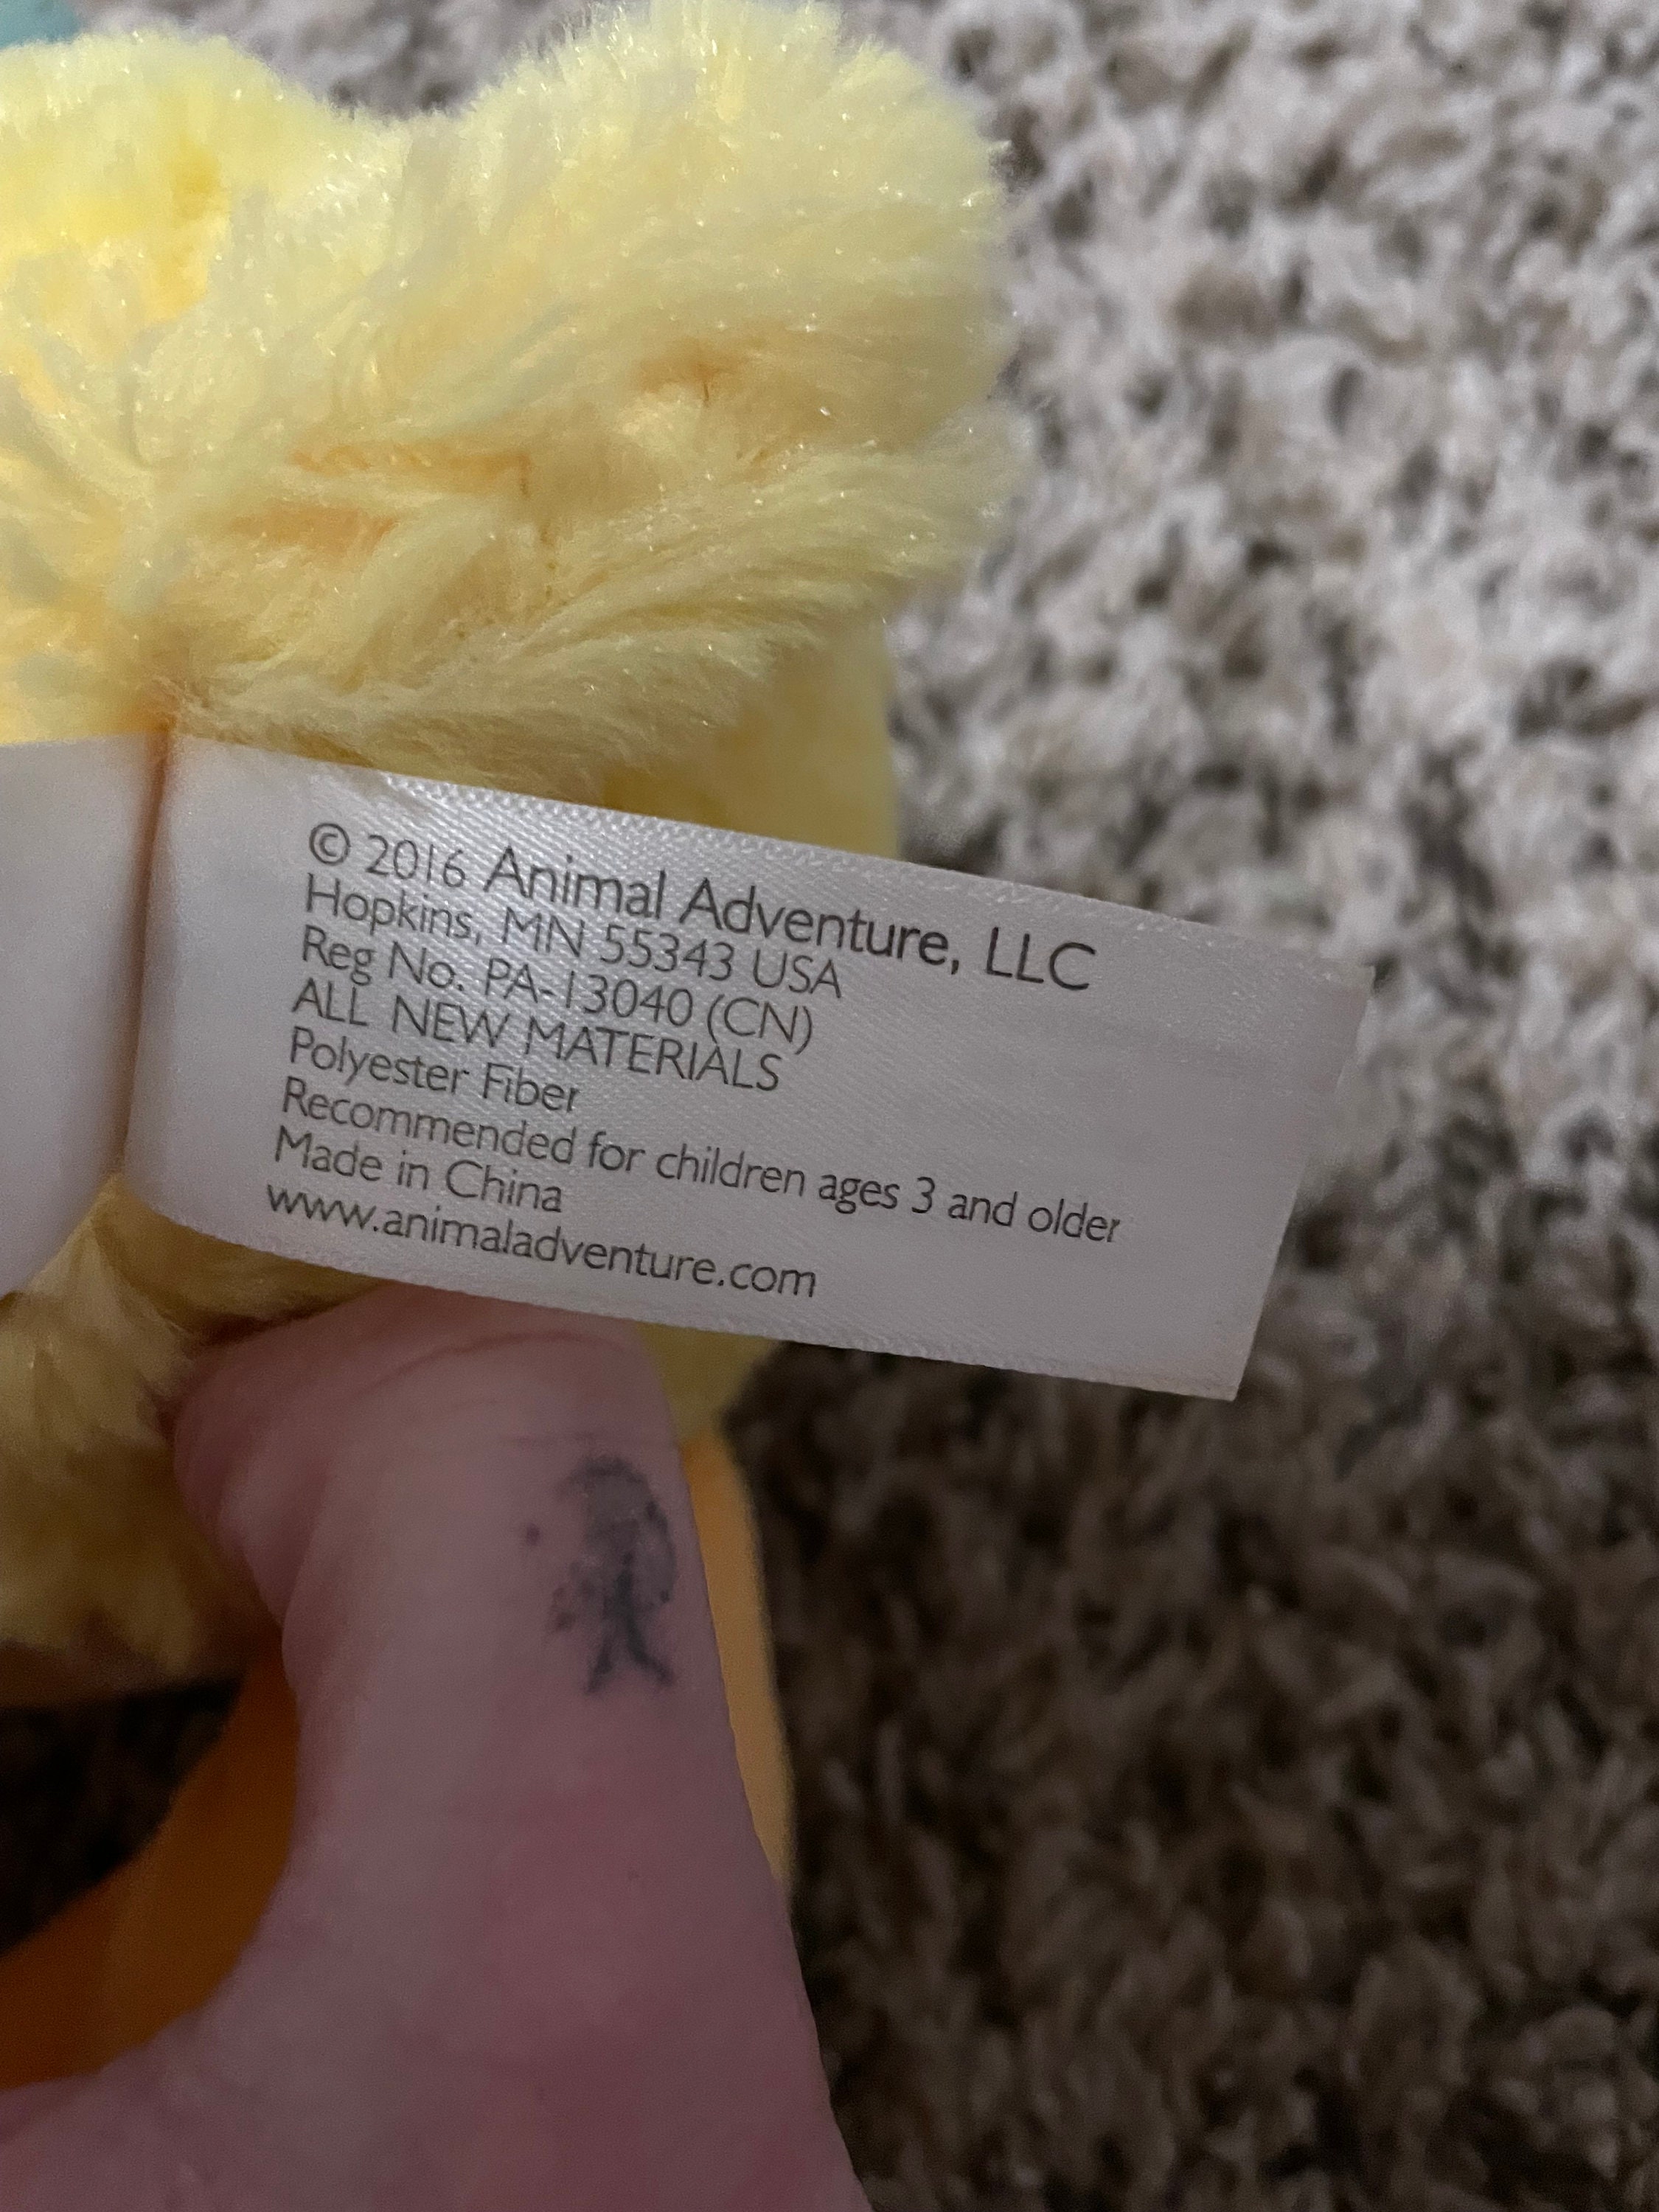 © 2016 Animal Adventure, LLC
Hopkins, MN 55343 USA
Reg No. PA-13040 (CN)
ALL NEW MATERIALS
Polyester Fiber
Recommended for children ages 3 and older
Made in China
www.animaladventure.com